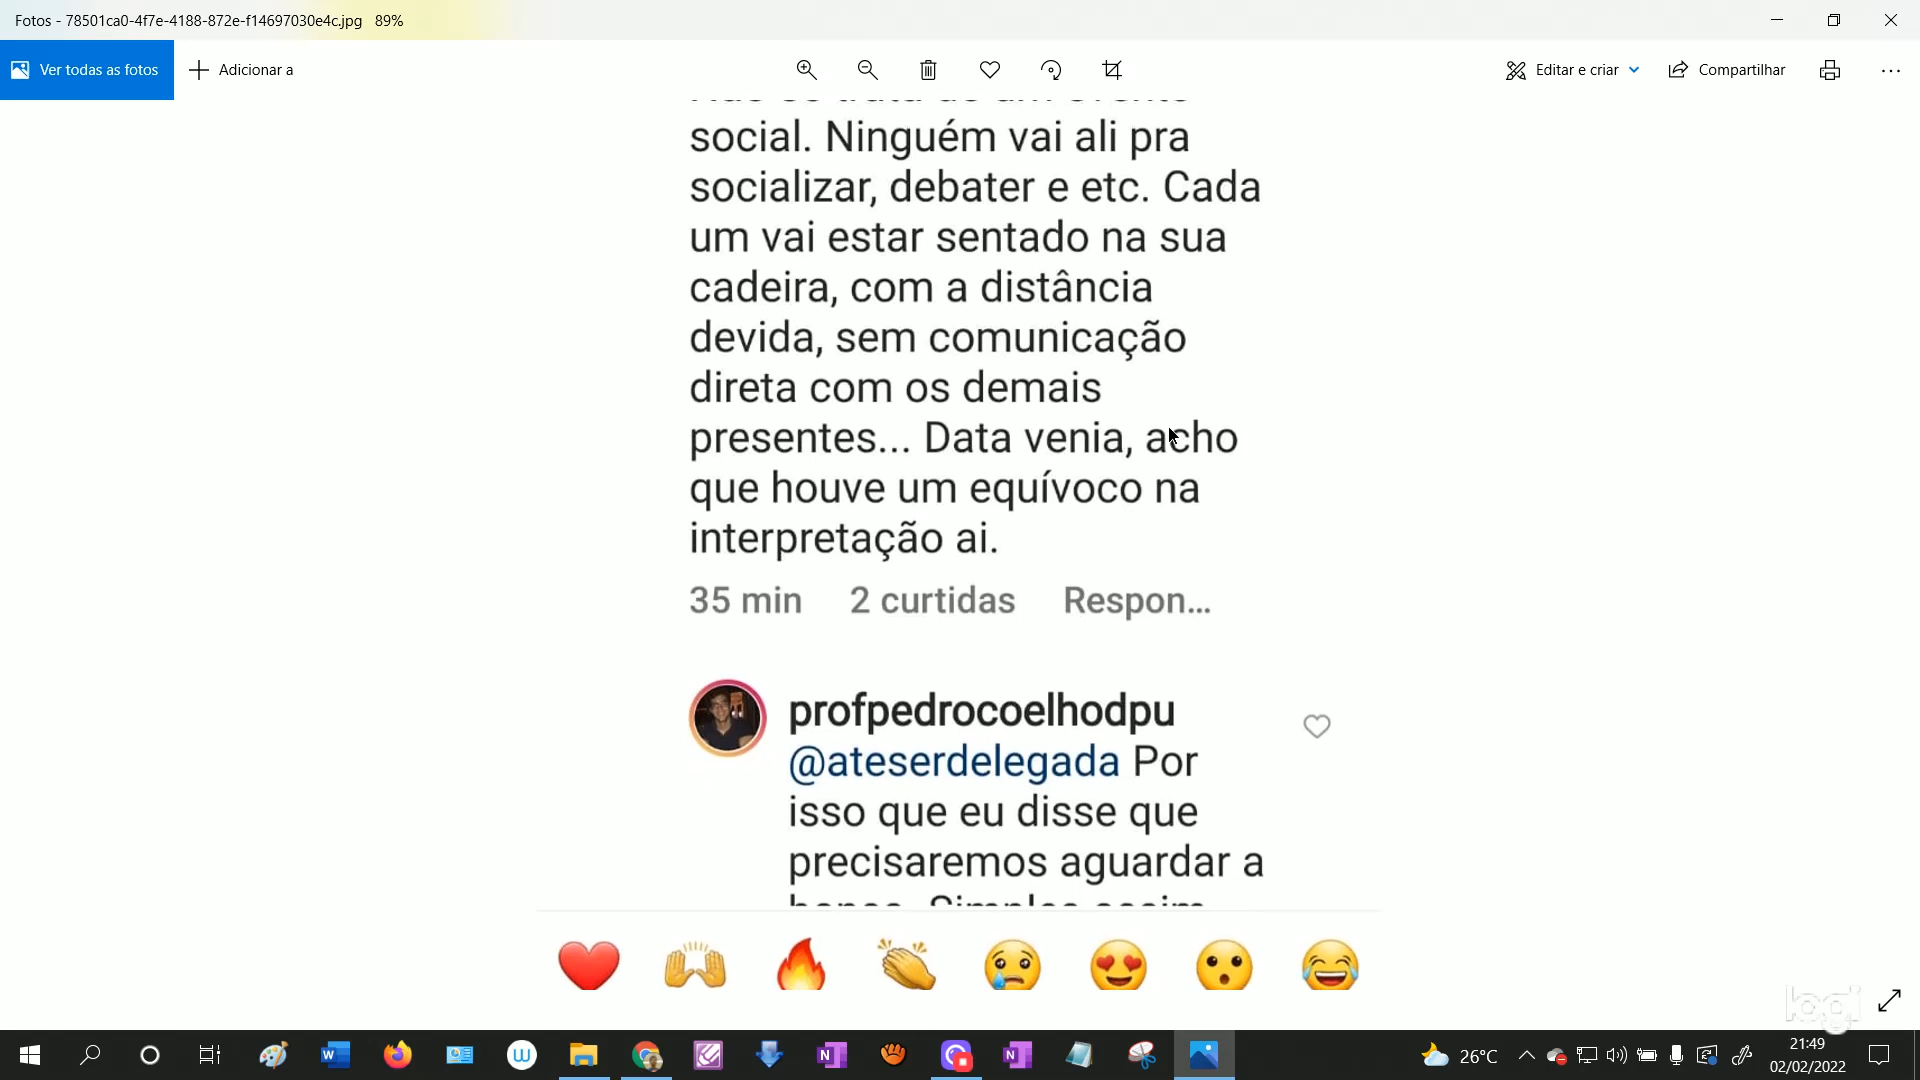 Fotos - 78501ca0-4f7e-4188-872e-f14697030e4c.jpg 89%
Ver todas as fotos
Adicionar a
Editar e criar
Compartilhar
social. Ninguém vai ali pra
socializar, debater e etc. Cada
um vai estar sentado na sua
cadeira, com a distância
devida, sem comunicação
direta com os demais
presentes... Data venia, acho
que houve um equívoco na
interpretação ai.
35 min 2 curtidas Respon...
profpedrocoelhodpu
@ateserdelegada Por
isso que eu disse que
precisaremos aguardar a
logi
26°C
21:49
02/02/2022